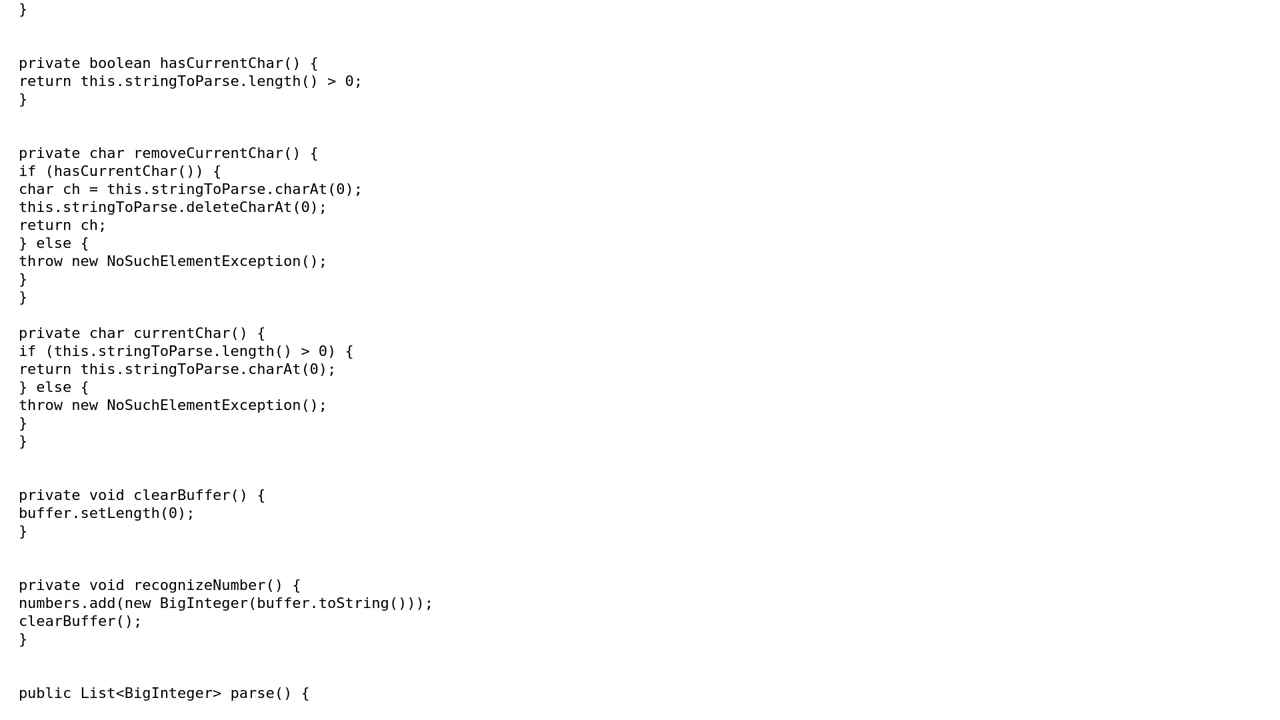 }
private boolean hasCurrentChar() {
return this.stringToParse.length() > 0;
}
private char removeCurrentChar() {
if (hasCurrentChar()) {
char ch = this.stringToParse.charAt(0);
this.stringToParse.deleteCharAt(0);
return ch;
} else {
throw new NoSuchElementException();
}
}
private char currentChar() {
if (this.stringToParse.length() > 0) {
return this.stringToParse.charAt(0);
} else {
throw new NoSuchElementException();
}
}
private void clearBuffer() {
buffer.setLength(0);
}
private void recognizeNumber() {
numbers.add(new BigInteger(buffer.toString()));
clearBuffer();
}
public List<BigInteger> parse() {